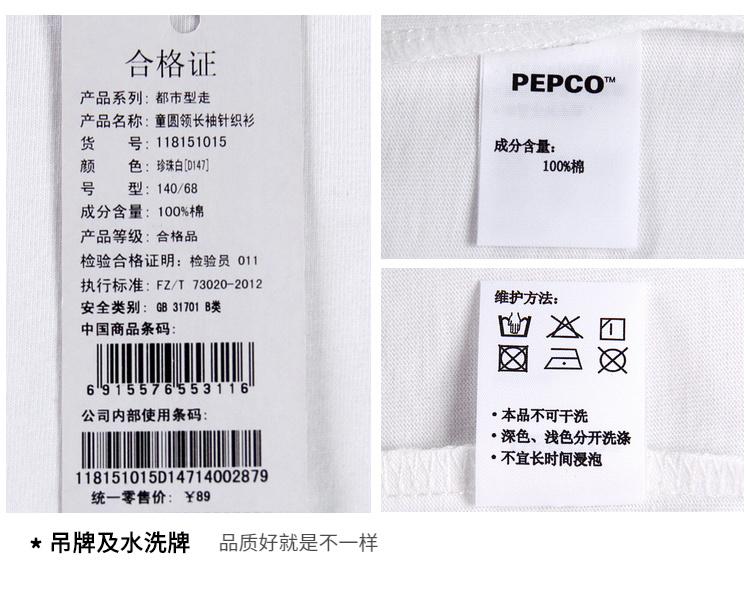 合格证
产品系列: 都市型走
产品名称: 童圆领长袖针织衫
货 号: 118151015
颜 色: 珍珠白[D147]
号 型: 140/68
成分含量: 100%棉
产品等级: 合格品
检验合格证明: 检验员 011
执行标准: FZ/T 73020-2012
安全类别: GB 31701 B类
中国商品条码:
6 915576 553116
公司内部使用条码:
118151015D14714002879
统一零售价: ¥89
PEPCO™
成分含量:
100%棉
维护方法:
• 本品不可干洗
• 深色、浅色分开洗涤
• 不宜长时间浸泡
* 吊牌及水洗牌 品质好就是不一样